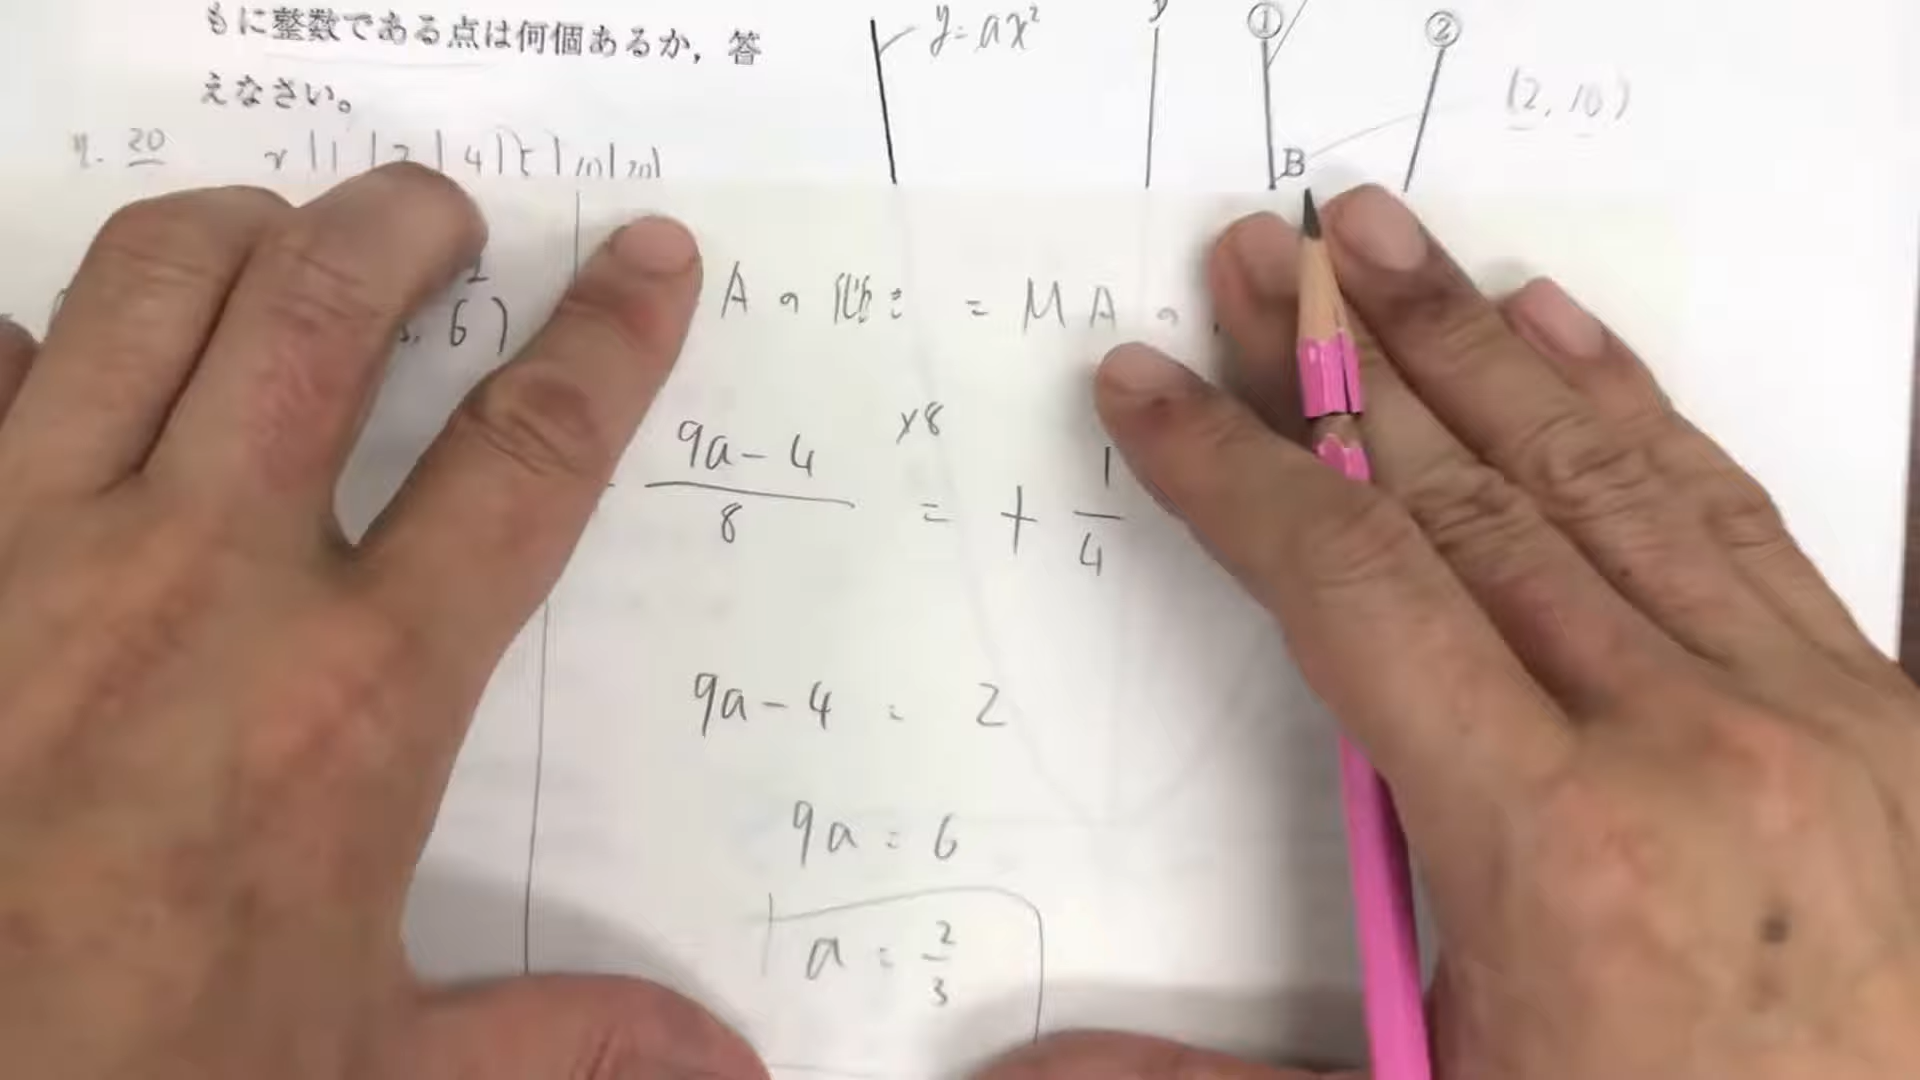 もに整数である点は何個あるか，答
えなさい。
y=ax²
①
②
(2, 10)
B
20
x | 1 | 2 | 4 | 5 | 10 | 20 |
6)
A の
= MA
×8
9a-4/8 = + 1/4
9a-4 = 2
9a = 6
a = 2/3